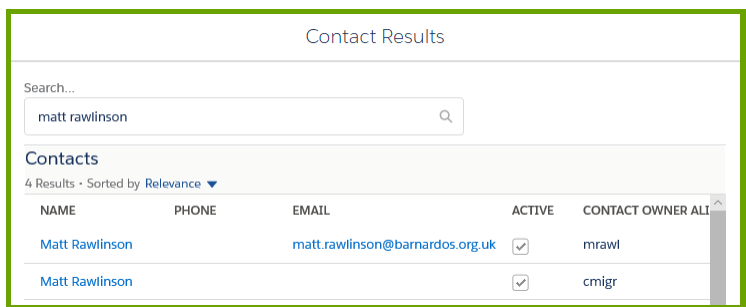 Contact Results
Search...
matt rawlinson
Contacts
4 Results • Sorted by Relevance
NAME PHONE EMAIL ACTIVE CONTACT OWNER ALI
Matt Rawlinson matt.rawlinson@barnardos.org.uk mrawl
Matt Rawlinson cmigr